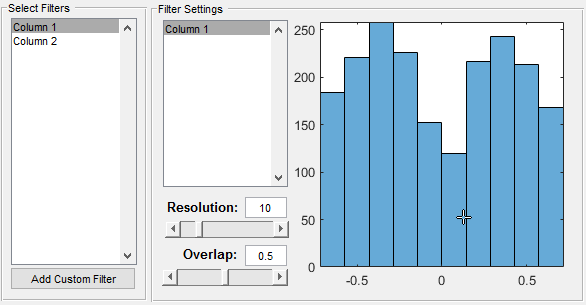 Select Filters
Column 1
Column 2
Add Custom Filter
Filter Settings
Column 1
Resolution: 10
Overlap: 0.5
250
200
150
100
50
0
-0.5 0 0.5